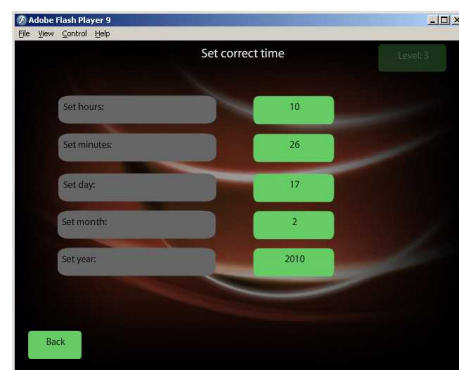 Adobe Flash Player 9
File View Control Help
Set correct time
Level: 3
Set hours:
10
Set minutes:
26
Set day:
17
Set month:
2
Set year:
2010
Back